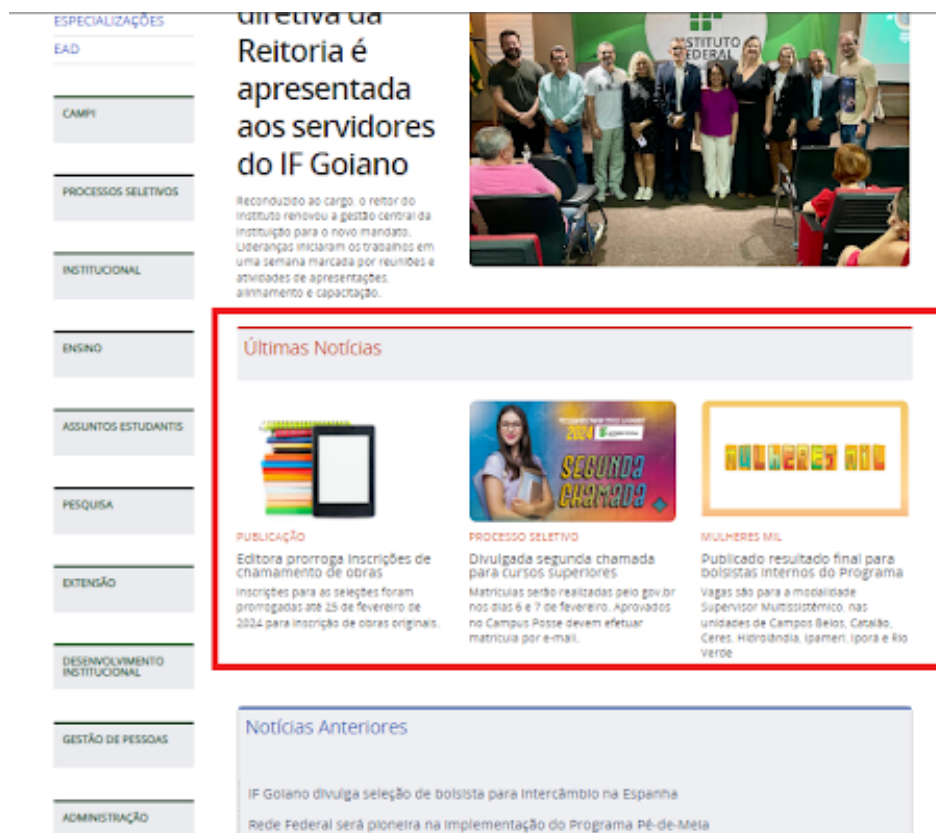 ESPECIALIZAÇÕES
EAD
CAMPI
PROCESSOS SELETIVOS
INSTITUCIONAL
ENSINO
ASSUNTOS ESTUDANTIS
PESQUISA
EXTENSÃO
DESENVOLVIMENTO
INSTITUCIONAL
GESTÃO DE PESSOAS
ADMINISTRAÇÃO
diretiva da
Reitoria é
apresentada
aos servidores
do IF Goiano
Reconduzido ao cargo, o reitor do
Instituto renovou a gestão central da
instituição para o novo mandato.
Lideranças iniciaram os trabalhos em
uma semana marcada por reuniões e
atividades de apresentações,
alinhamento e capacitação.
INSTITUTO
FEDERAL
Últimas Notícias
PUBLICAÇÃO
Editora prorroga inscrições de
chamamento de obras
Inscrições para as seleções foram
prorrogadas até 25 de fevereiro de
2024 para inscrição de obras originais.
2024
SEGUNDA
CHAMADA
PROCESSO SELETIVO
Divulgada segunda chamada
para cursos superiores
Matrículas serão realizadas pelo gov.br
nos dias 6 e 7 de fevereiro. Aprovados
no Campus Posse devem efetuar
matrícula por e-mail.
MULHERES MIL
MULHERES MIL
Publicado resultado final para
bolsistas internos do Programa
Vagas são para a modalidade
Supervisor Multissistêmico, nas
unidades de Campos Belos, Catalão,
Ceres, Hidrolândia, Ipameri, Iporá e Rio
Verde
Notícias Anteriores
IF Goiano divulga seleção de bolsista para intercâmbio na Espanha
Rede Federal será pioneira na implementação do Programa Pé-de-Meia